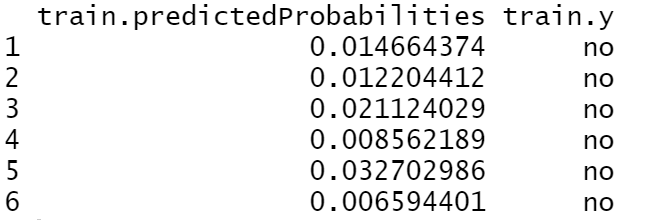 train.predictedProbabilities train.y
1 0.014664374 no
2 0.012204412 no
3 0.021124029 no
4 0.008562189 no
5 0.032702986 no
6 0.006594401 no